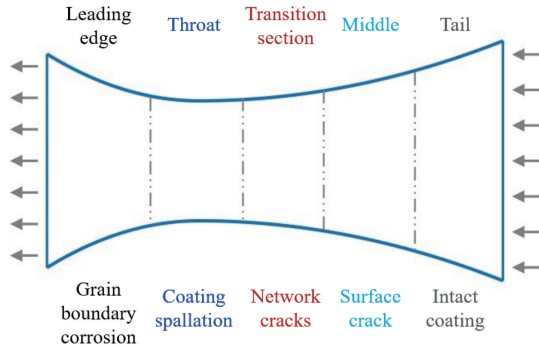 Leading edge
Throat
Transition section
Middle
Tail
Grain boundary corrosion
Coating spallation
Network cracks
Surface crack
Intact coating